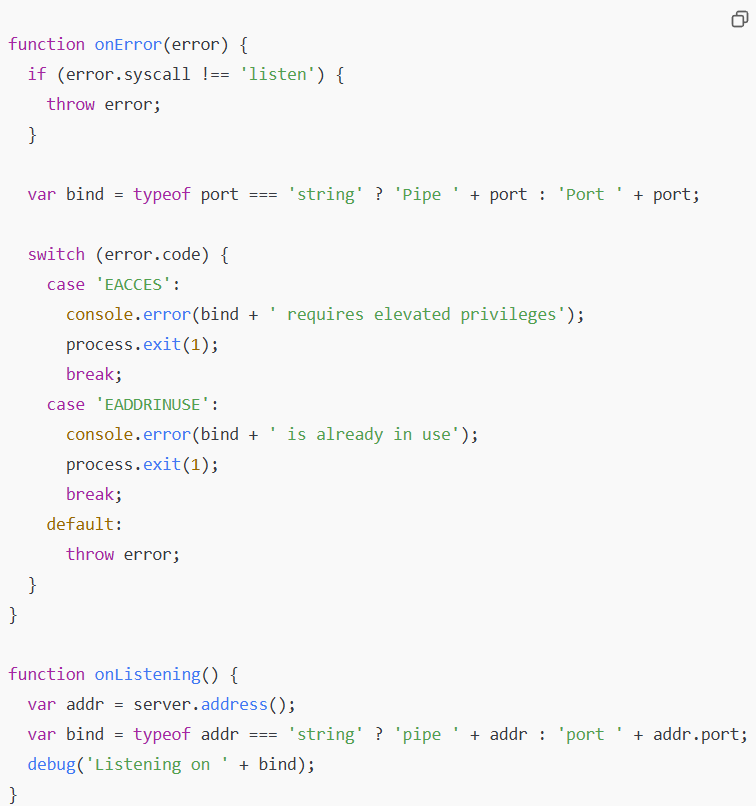 function onError(error) {
  if (error.syscall !== 'listen') {
    throw error;
  }

  var bind = typeof port === 'string' ? 'Pipe ' + port : 'Port ' + port;

  switch (error.code) {
    case 'EACCES':
      console.error(bind + ' requires elevated privileges');
      process.exit(1);
      break;
    case 'EADDRINUSE':
      console.error(bind + ' is already in use');
      process.exit(1);
      break;
    default:
      throw error;
  }
}

function onListening() {
  var addr = server.address();
  var bind = typeof addr === 'string' ? 'pipe ' + addr : 'port ' + addr.port;
  debug('Listening on ' + bind);
}